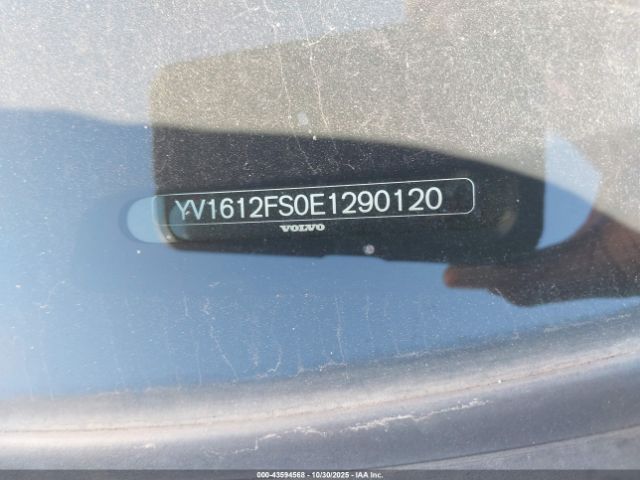 YV1612FS0E1290120
VOLVO
000-43594568 | 10/30/2025 | IAA Inc.